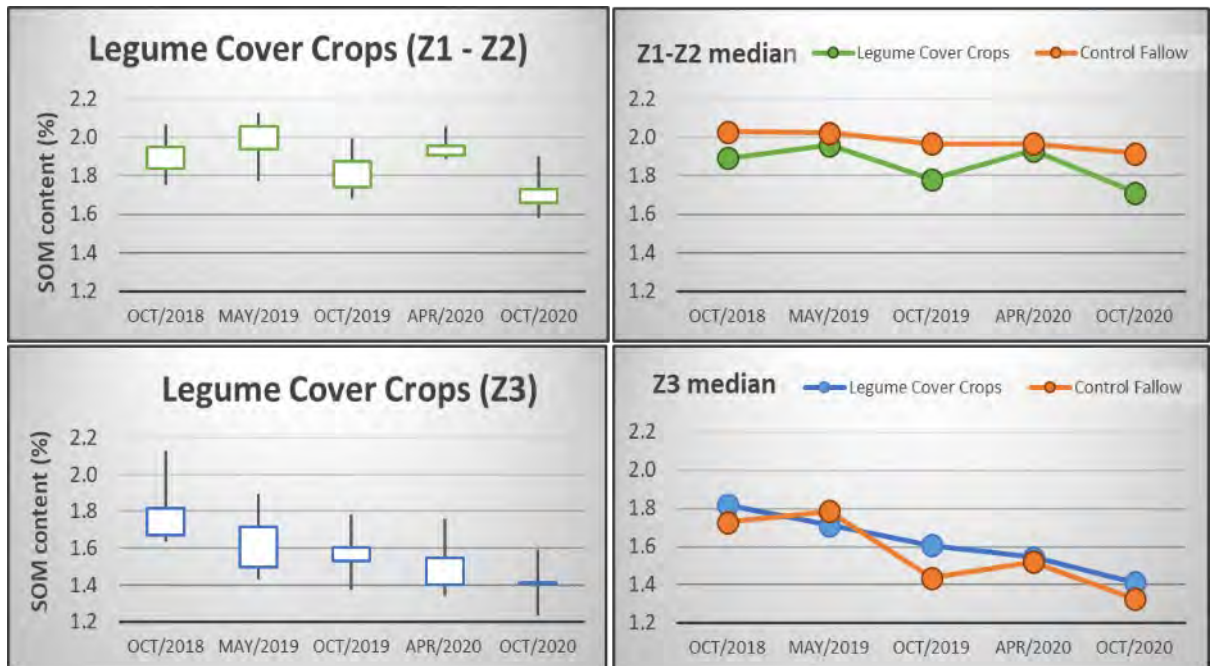 Legume Cover Crops (Z1 - Z2)
SOM content (%)
2.2
2.0
1.8
1.6
1.4
1.2
OCT/2018 MAY/2019 OCT/2019 APR/2020 OCT/2020
Z1-Z2 median Legume Cover Crops Control Fallow
2.2
2.0
1.8
1.6
1.4
1.2
OCT/2018 MAY/2019 OCT/2019 APR/2020 OCT/2020
Legume Cover Crops (Z3)
SOM content (%)
2.2
2.0
1.8
1.6
1.4
1.2
OCT/2018 MAY/2019 OCT/2019 APR/2020 OCT/2020
Z3 median Legume Cover Crops Control Fallow
2.2
2.0
1.8
1.6
1.4
1.2
OCT/2018 MAY/2019 OCT/2019 APR/2020 OCT/2020